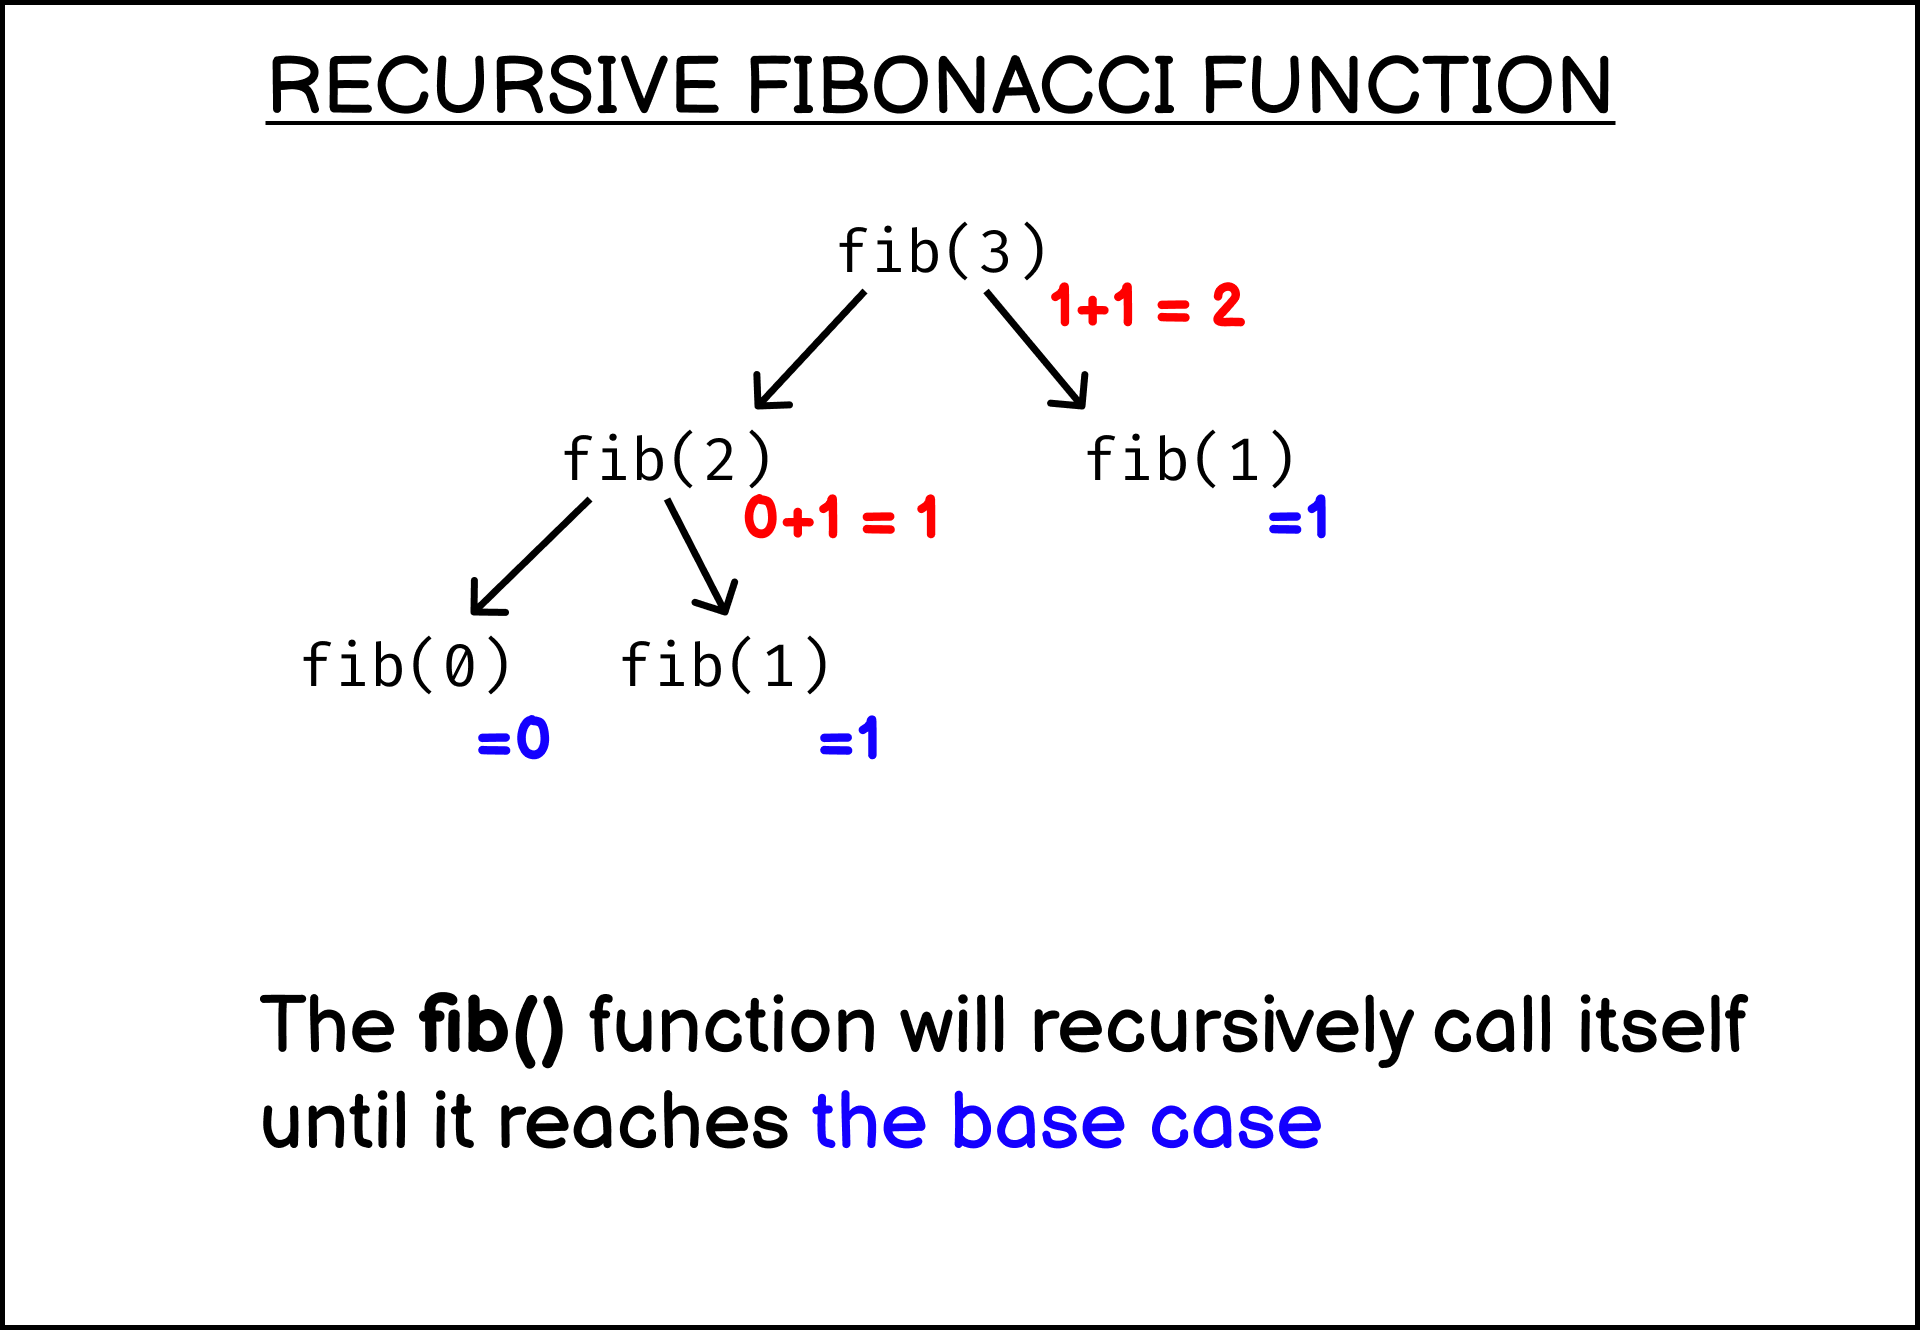 RECURSIVE FIBONACCI FUNCTION
fib(3)
1+1 = 2
fib(2)
fib(1)
0+1 = 1
=1
fib(0)
fib(1)
=0
=1
The fib() function will recursively call itself
until it reaches the base case